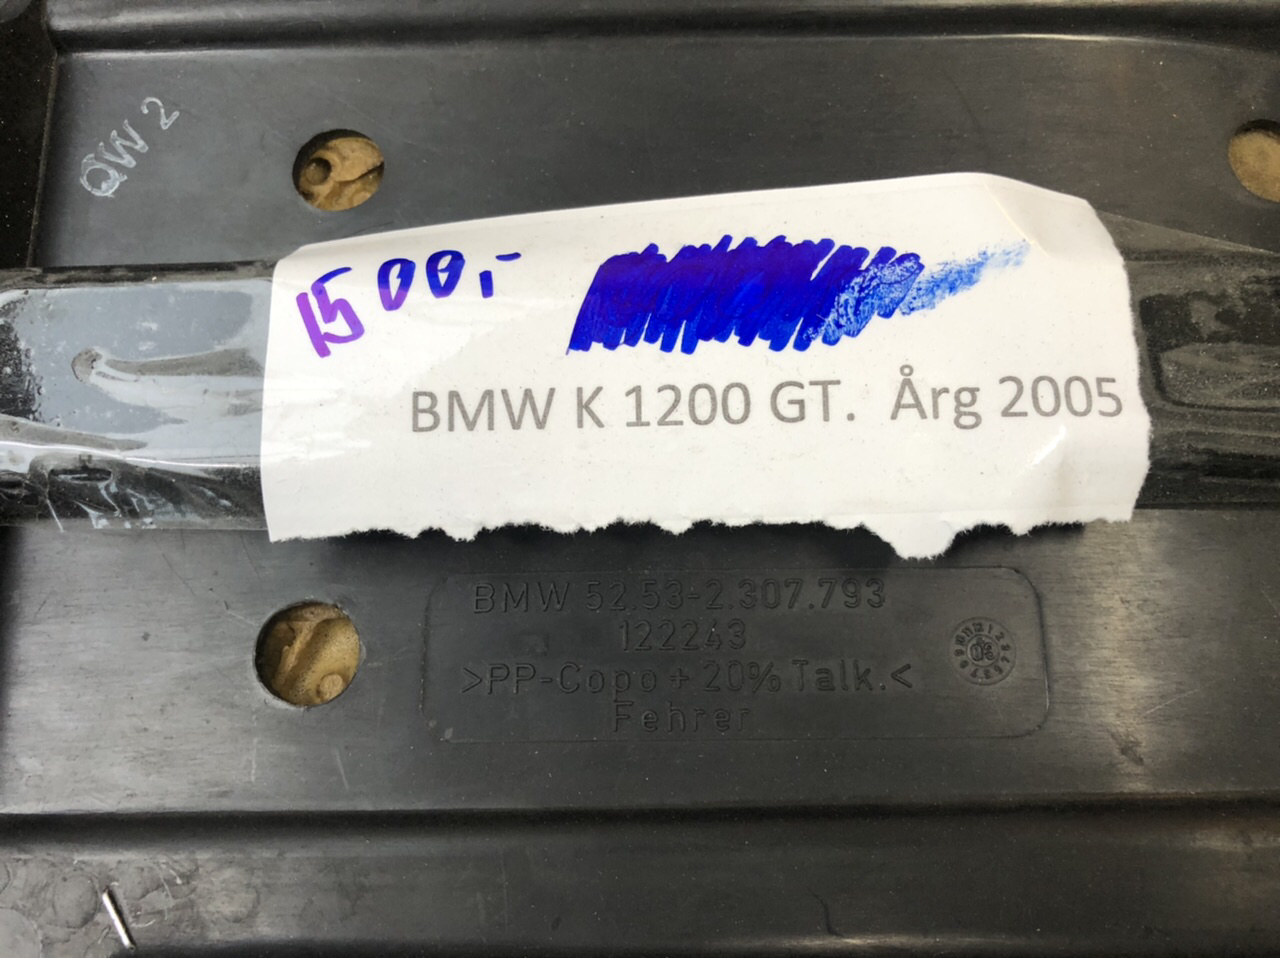 QW 2
1500,-
BMW K 1200 GT. Årg 2005
BMW 52.53-2.307.793
122243
>PP-Copo + 20% Talk.<
Fehrer